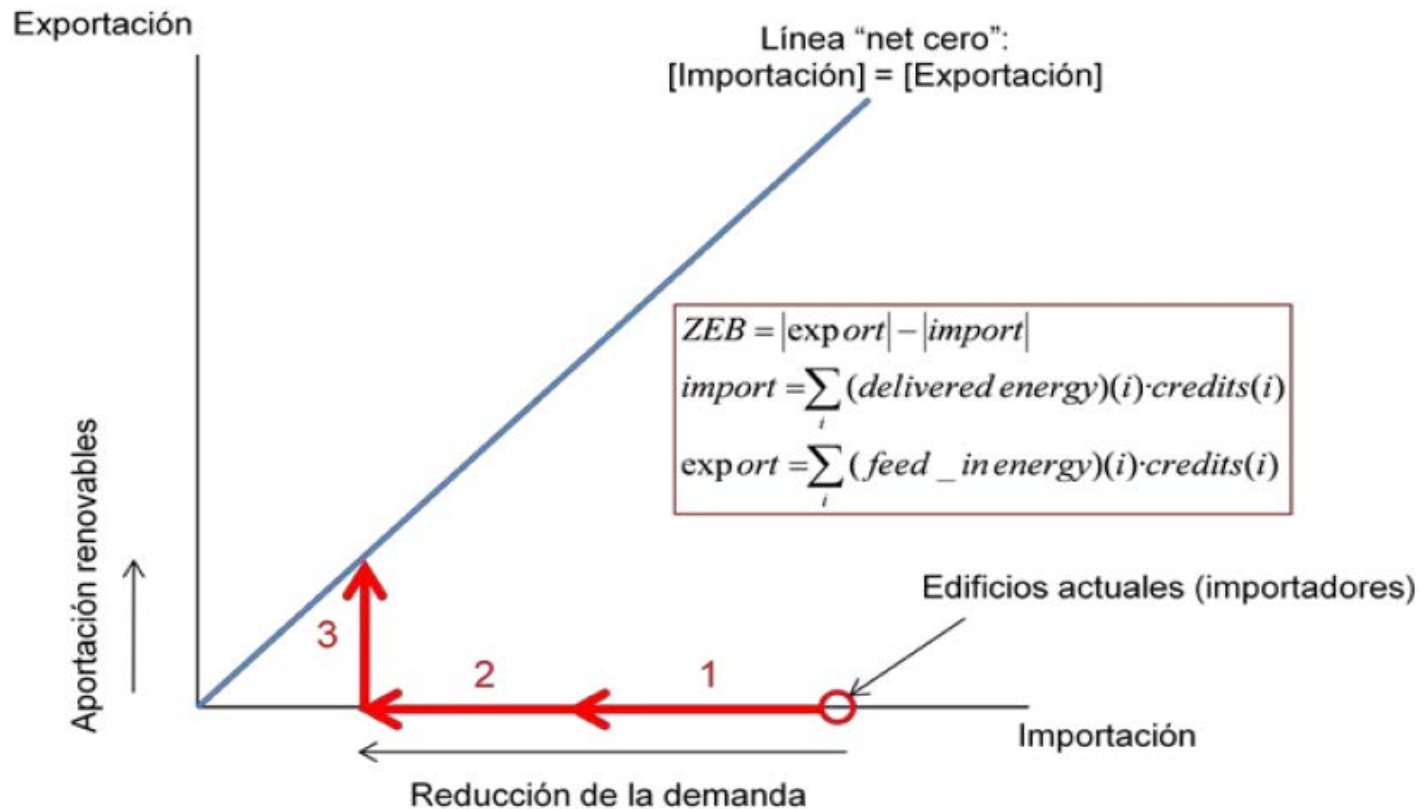 Exportación
Línea “net cero”:
[Importación] = [Exportación]
ZEB = |export| − |import|
import = ∑ (delivered energy)(i)·credits(i)
i
export = ∑ (feed _ in energy)(i)·credits(i)
i
Aportación renovables
Edificios actuales (importadores)
3
2
1
Importación
Reducción de la demanda